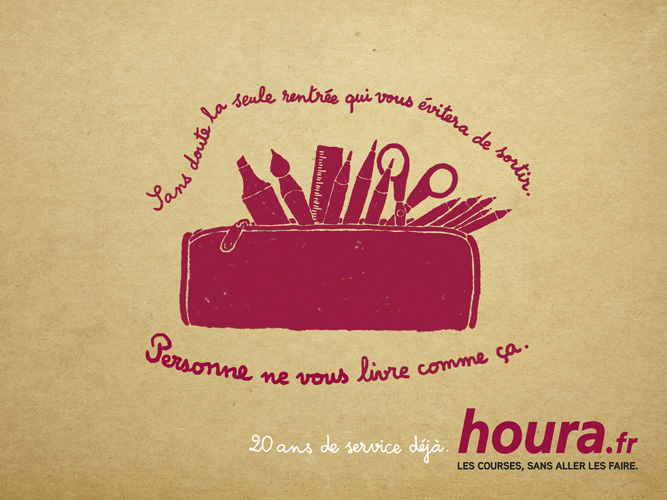 Sans doute la seule rentrée qui vous évitera de sortir.
Personne ne vous livre comme ça.
20 ans de service déjà.
houra.fr
LES COURSES, SANS ALLER LES FAIRE.